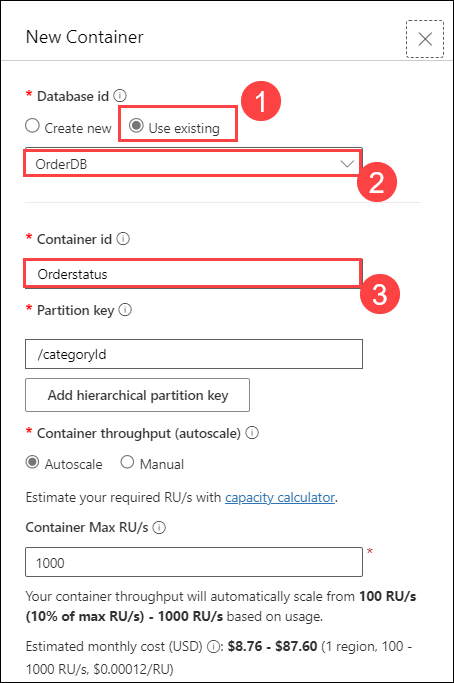 New Container
* Database id
1
Create new Use existing
OrderDB
2
* Container id
Orderstatus
3
* Partition key
/categoryId
Add hierarchical partition key
* Container throughput (autoscale)
Autoscale Manual
Estimate your required RU/s with capacity calculator.
Container Max RU/s
1000 *
Your container throughput will automatically scale from 100 RU/s
(10% of max RU/s) - 1000 RU/s based on usage.
Estimated monthly cost (USD) : $8.76 - $87.60 (1 region, 100 -
1000 RU/s, $0.00012/RU)